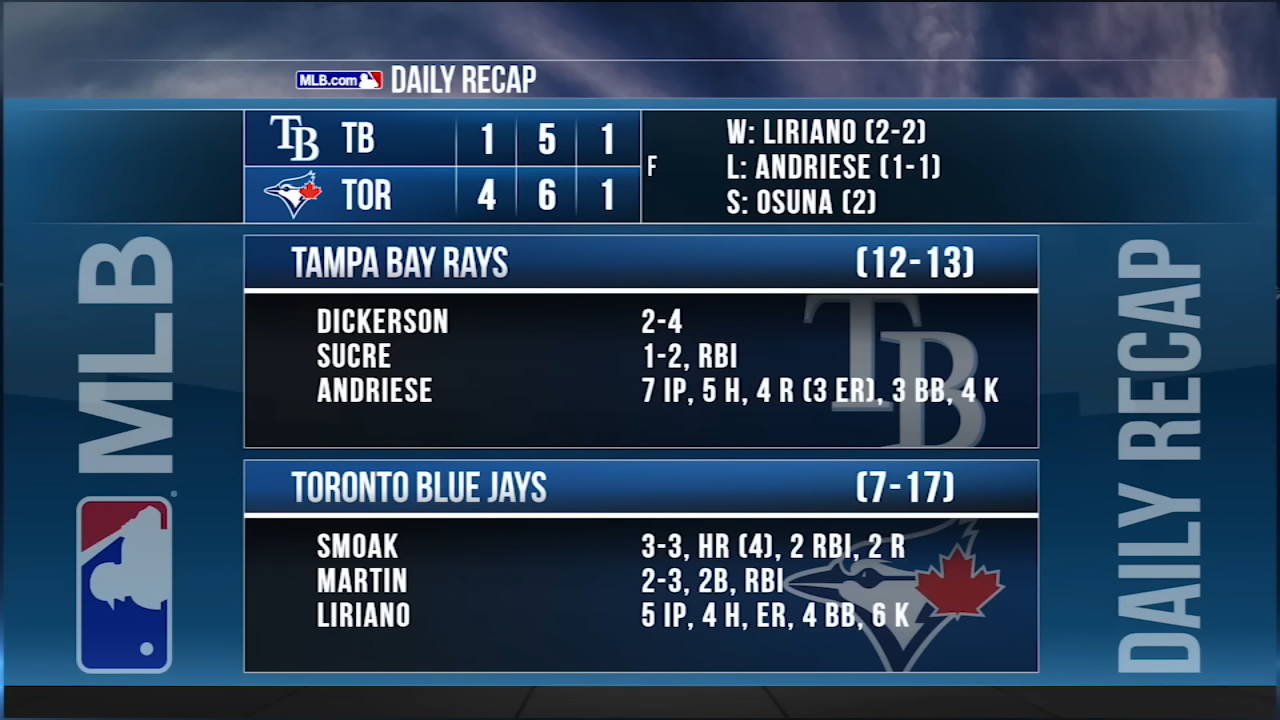 MLB.com DAILY RECAP
TB TB 1 5 1
TOR 4 6 1
F
W: LIRIANO (2-2)
L: ANDRIESE (1-1)
S: OSUNA (2)
TAMPA BAY RAYS (12-13)
DICKERSON 2-4
SUCRE 1-2, RBI
ANDRIESE 7 IP, 5 H, 4 R (3 ER), 3 BB, 4 K
TB
TORONTO BLUE JAYS (7-17)
SMOAK 3-3, HR (4), 2 RBI, 2 R
MARTIN 2-3, 2B, RBI
LIRIANO 5 IP, 4 H, ER, 4 BB, 6 K
MLB
DAILY RECAP